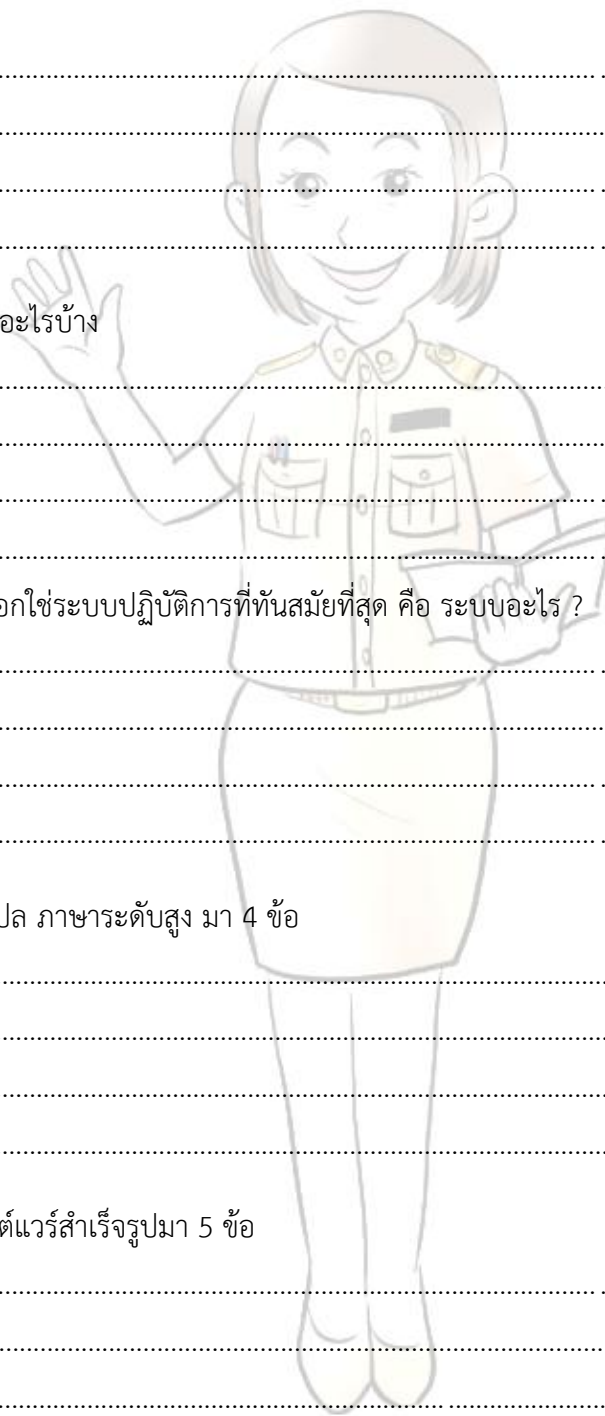 อะไรบ้าง
อกใช่ระบบปฏิบัติการที่ทันสมัยที่สุด คือ ระบบอะไร ?
ปล ภาษาระดับสูง มา 4 ข้อ
ต์แวร์สำเร็จรูปมา 5 ข้อ